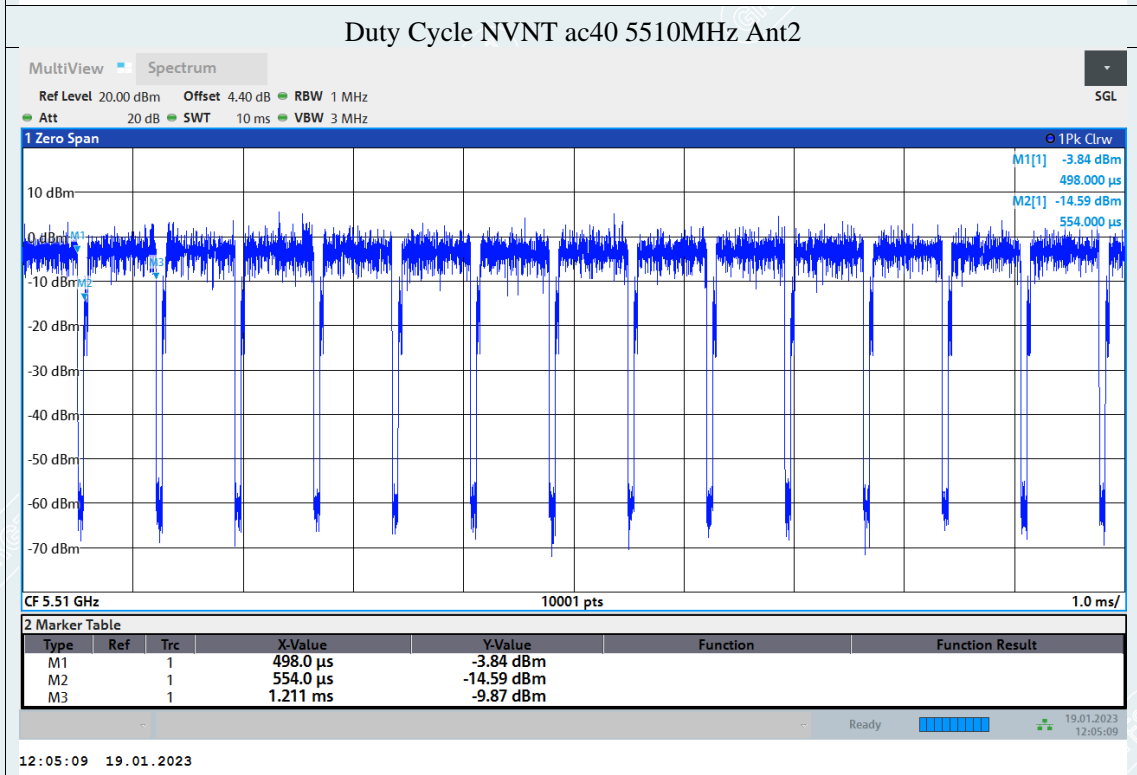 Duty Cycle NVNT ac40 5510MHz Ant2
MultiView Spectrum
Ref Level 20.00 dBm Offset 4.40 dB RBW 1 MHz SGL
Att 20 dB SWT 10 ms VBW 3 MHz
1 Zero Span 1Pk Clrw
M1[1] -3.84 dBm
498.000 µs
M2[1] -14.59 dBm
554.000 µs
10 dBm
0 dBm
M1
M3
-10 dBm
M2
-20 dBm
-30 dBm
-40 dBm
-50 dBm
-60 dBm
-70 dBm
CF 5.51 GHz 10001 pts 1.0 ms/
2 Marker Table
Type Ref Trc X-Value Y-Value Function Function Result
M1 1 498.0 µs -3.84 dBm
M2 1 554.0 µs -14.59 dBm
M3 1 1.211 ms -9.87 dBm
Ready 19.01.2023
12:05:09
12:05:09 19.01.2023